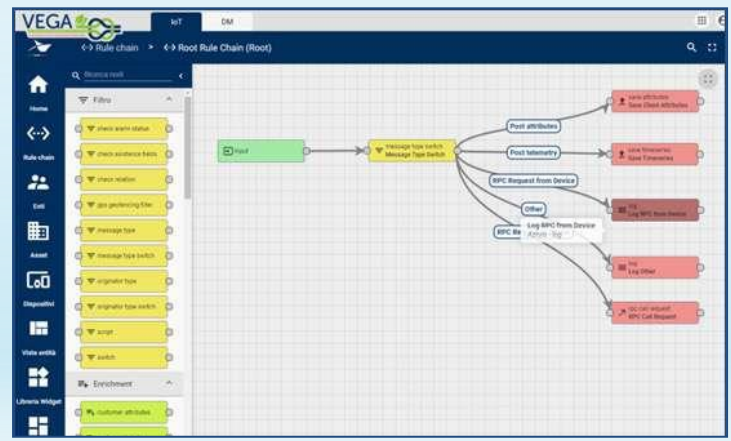 VEGA
IoT
DM
Rule chain > Root Rule Chain (Root)
Home
Rule chain
Enti
Asset
Dispositivi
Vista entità
Libreria Widget
Ricerca nodi
Filtro
check alarm status
check existence fields
check relation
gps geofencing filter
message type
message type switch
originator type
originator type switch
script
switch
Enrichment
customer attributes
Input
message type switch
Message Type Switch
Post attributes
Post telemetry
RPC Request from Device
Other
RPC Re
Log RPC from Device
save attributes
Save Client Attributes
save timeseries
Save Timeseries
log
Log RPC from Device
log
Log Other
rpc call request
RPC Call Request